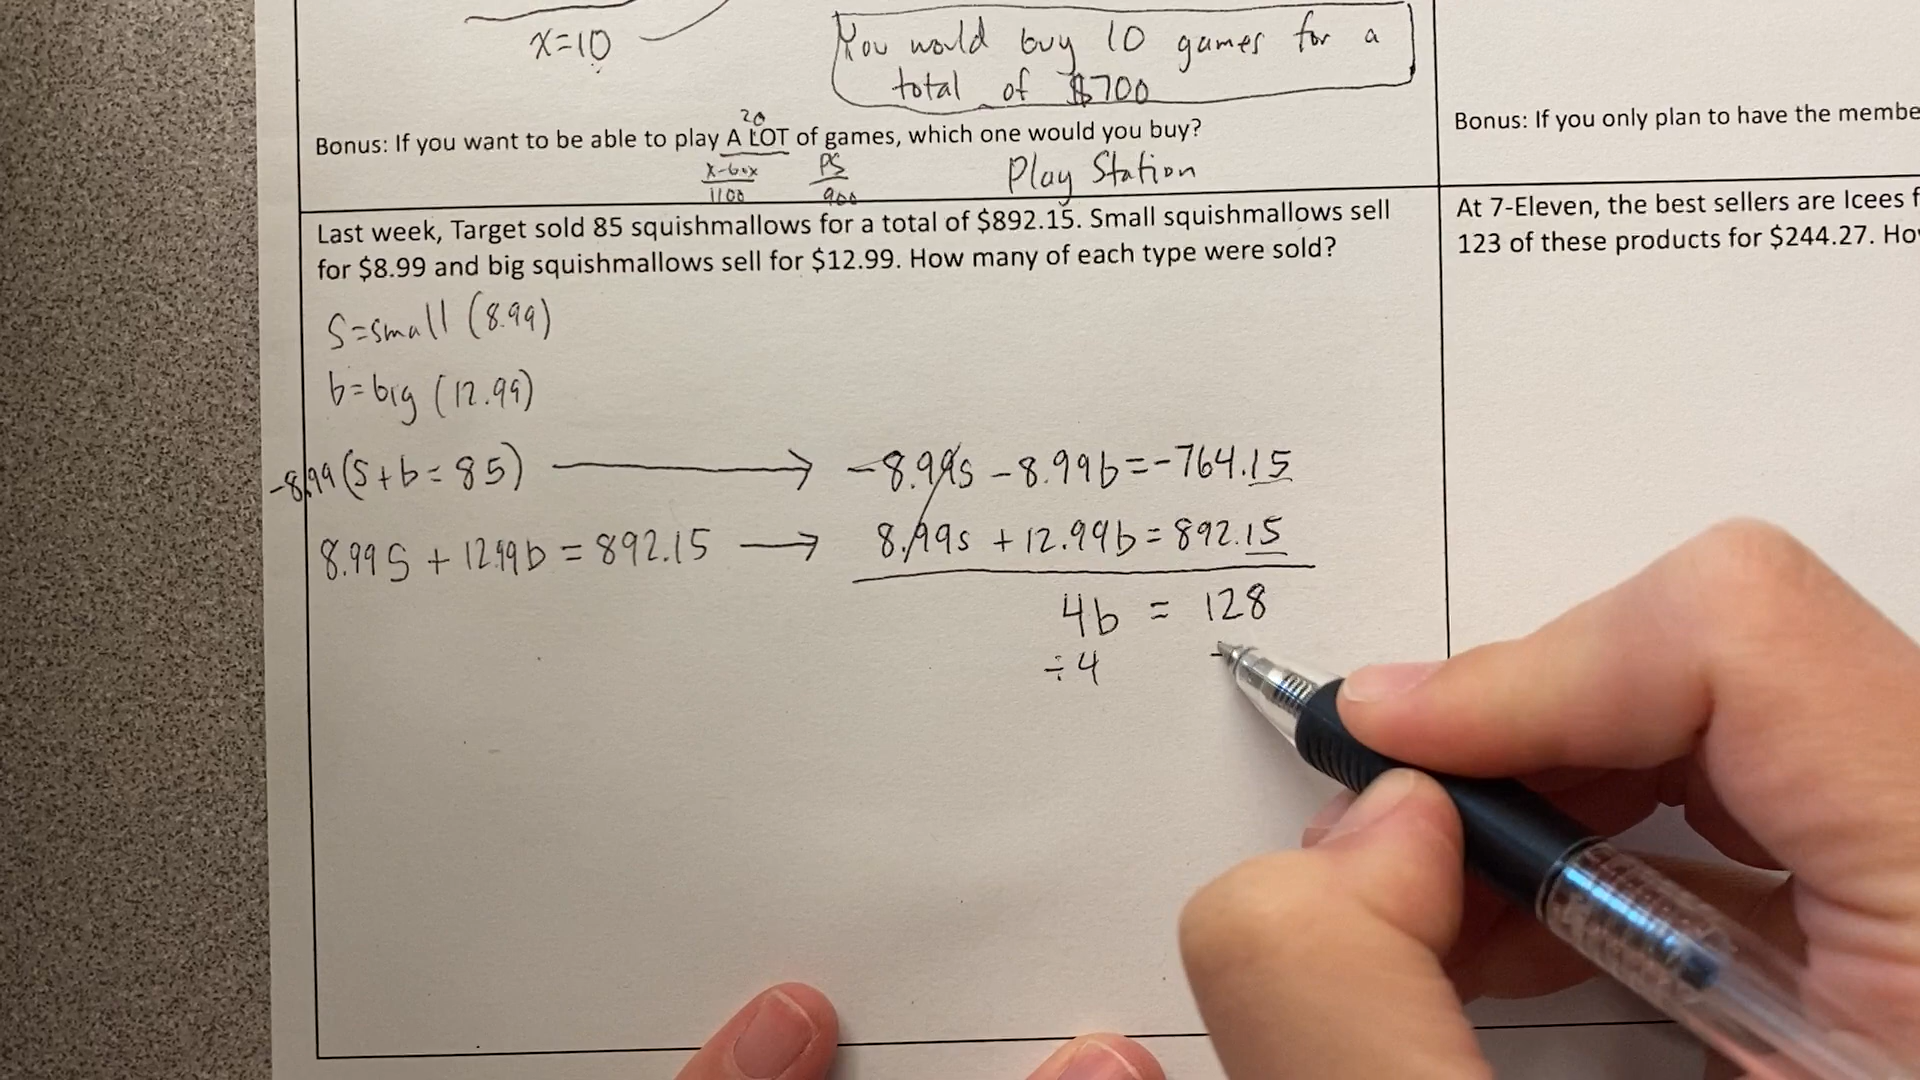 x=10
You would buy 10 games for a
total of $700
20
Bonus: If you want to be able to play A LOT of games, which one would you buy?
x-box PS
1100 900
Play Station
Last week, Target sold 85 squishmallows for a total of $892.15. Small squishmallows sell
for $8.99 and big squishmallows sell for $12.99. How many of each type were sold?
S=small (8.99)
b=big (12.99)
-8.99(S+b=85) → -8.99s -8.99b=-764.15
8.99S + 12.99b = 892.15 → 8.99s +12.99b=892.15
4b = 128
÷4
Bonus: If you only plan to have the membe
At 7-Eleven, the best sellers are Icees f
123 of these products for $244.27. Ho